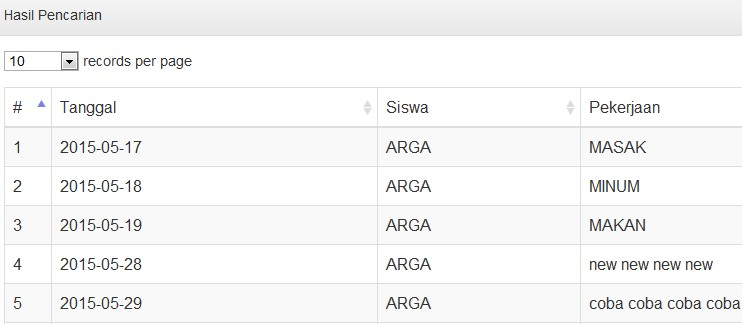 Hasil Pencarian
10 records per page
# Tanggal Siswa Pekerjaan
1 2015-05-17 ARGA MASAK
2 2015-05-18 ARGA MINUM
3 2015-05-19 ARGA MAKAN
4 2015-05-28 ARGA new new new new
5 2015-05-29 ARGA coba coba coba coba